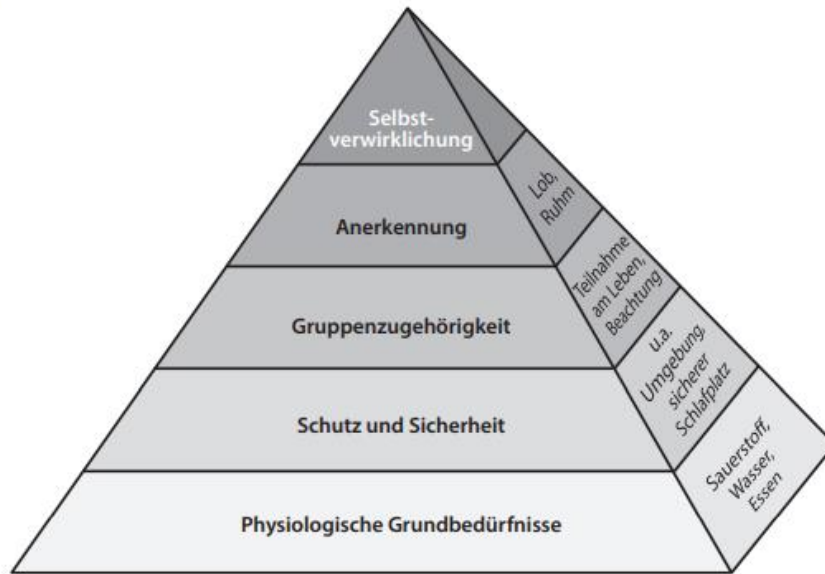 Selbst-
verwirklichung
Lob,
Ruhm
Anerkennung
Teilnahme
am Leben,
Beachtung
Gruppenzugehörigkeit
u.a.
Umgebung,
sicherer
Schlafplatz
Schutz und Sicherheit
Sauerstoff,
Wasser,
Essen
Physiologische Grundbedürfnisse